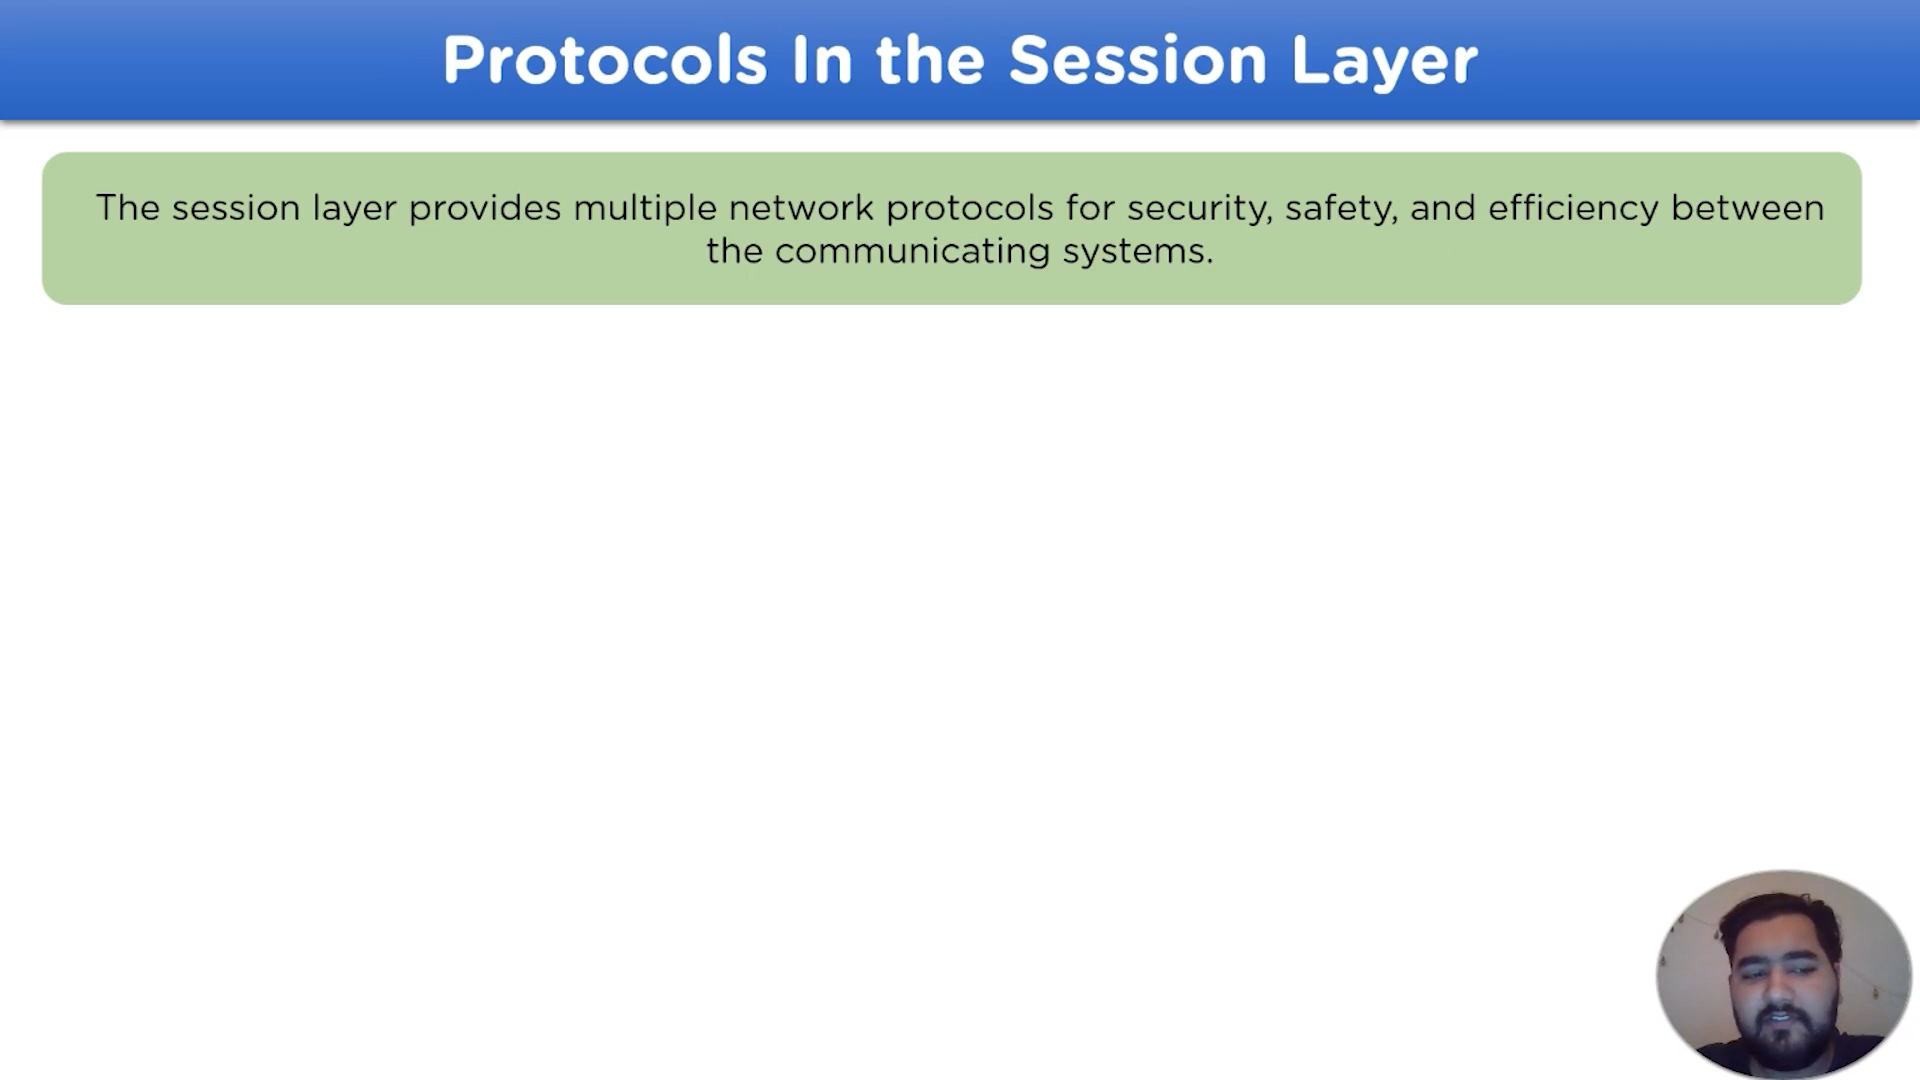 Protocols In the Session Layer
The session layer provides multiple network protocols for security, safety, and efficiency between
the communicating systems.